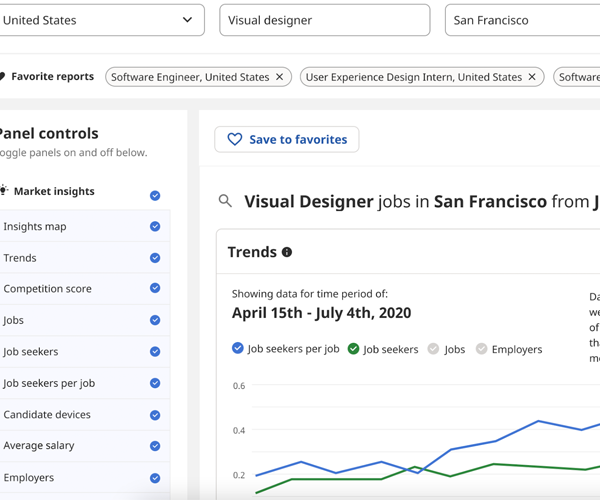 United States
Visual designer
San Francisco
Favorite reports
Software Engineer, United States ×
User Experience Design Intern, United States ×
Software
Panel controls
oggle panels on and off below.
Market insights
Insights map
Trends
Competition score
Jobs
Job seekers
Job seekers per job
Candidate devices
Average salary
Employers
Save to favorites
Visual Designer jobs in San Francisco from J
Trends
Showing data for time period of:
April 15th - July 4th, 2020
Da
we
of
tha
mo
Job seekers per job
Job seekers
Jobs
Employers
0.6
0.4
0.2